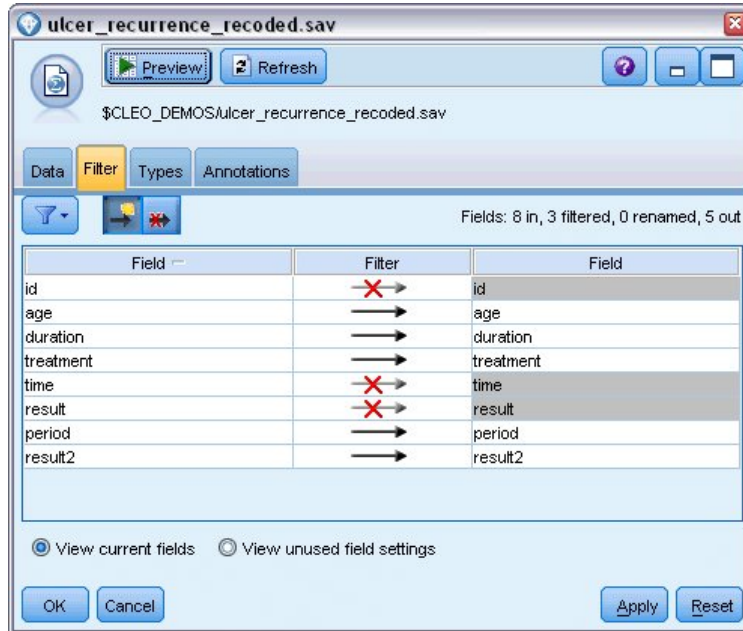 ulcer_recurrence_recoded.sav
Preview Refresh
$CLEO_DEMOS/ulcer_recurrence_recoded.sav
Data Filter Types Annotations
Fields: 8 in, 3 filtered, 0 renamed, 5 out
Field Filter Field
id id
age age
duration duration
treatment treatment
time time
result result
period period
result2 result2
View current fields View unused field settings
OK Cancel Apply Reset